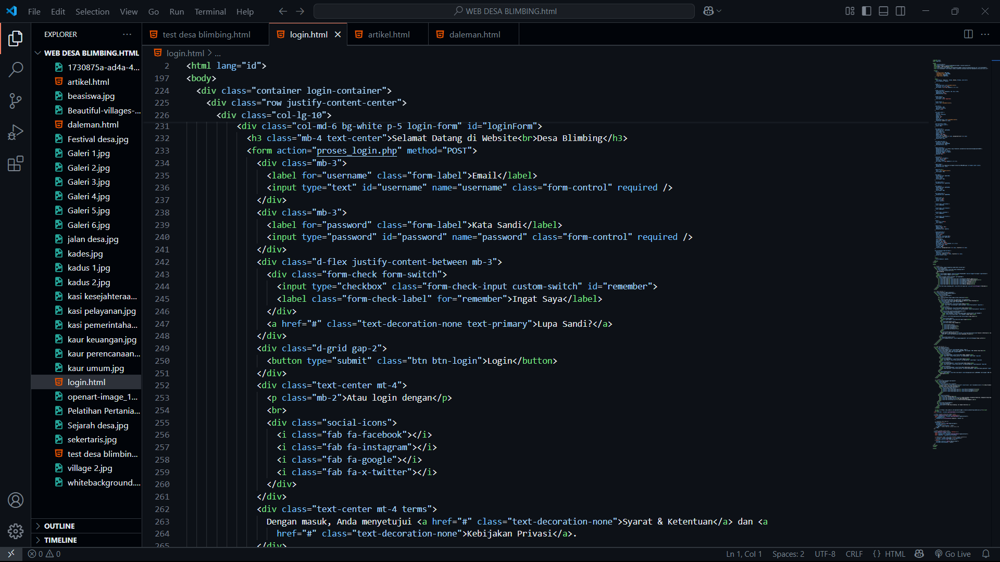 File Edit Selection View Go Run Terminal Help
WEB DESA BLIMBING.html
EXPLORER
test desa blimbing.html
login.html
artikel.html
daleman.html
WEB DESA BLIMBING.HTML
1730875a-ad4a-4...
artikel.html
beasiswa.jpg
Beautiful-villages-...
daleman.html
Festival desa.jpg
Galeri 1.jpg
Galeri 2.jpg
Galeri 3.jpg
Galeri 4.jpg
Galeri 5.jpg
Galeri 6.jpg
jalan desa.jpg
kades.jpg
kadus 1.jpg
kadus 2.jpg
kasi kesejahteraa...
kasi pelayanan.jpg
kasi pemerintaha...
kaur keuangan.jpg
kaur perencanaan...
kaur umum.jpg
login.html
openart-image_1...
Pelatihan Pertania...
Sejarah desa.jpg
sekertaris.jpg
test desa blimbin...
village 2.jpg
whitebackground....
OUTLINE
TIMELINE
login.html > ...
2 <html lang="id">
197 <body>
224 <div class="container login-container">
225 <div class="row justify-content-center">
226 <div class="col-lg-10">
231 <div class="col-md-6 bg-white p-5 login-form" id="loginForm">
232 <h3 class="mb-4 text-center">Selamat Datang di Website<br>Desa Blimbing</h3>
233 <form action="proses_login.php" method="POST">
234 <div class="mb-3">
235 <label for="username" class="form-label">Email</label>
236 <input type="text" id="username" name="username" class="form-control" required />
237 </div>
238 <div class="mb-3">
239 <label for="password" class="form-label">Kata Sandi</label>
240 <input type="password" id="password" name="password" class="form-control" required />
241 </div>
242 <div class="d-flex justify-content-between mb-3">
243 <div class="form-check form-switch">
244 <input type="checkbox" class="form-check-input custom-switch" id="remember">
245 <label class="form-check-label" for="remember">Ingat Saya</label>
246 </div>
247 <a href="#" class="text-decoration-none text-primary">Lupa Sandi?</a>
248 </div>
249 <div class="d-grid gap-2">
250 <button type="submit" class="btn btn-login">Login</button>
251 </div>
252 <div class="text-center mt-4">
253 <p class="mb-2">Atau login dengan</p>
254 <br>
255 <div class="social-icons">
256 <i class="fab fa-facebook"></i>
257 <i class="fab fa-instagram"></i>
258 <i class="fab fa-google"></i>
259 <i class="fab fa-x-twitter"></i>
260 </div>
261 </div>
262 <div class="text-center mt-4 terms">
263 Dengan masuk, Anda menyetujui <a href="#" class="text-decoration-none">Syarat & Ketentuan</a> dan <a
264 href="#" class="text-decoration-none">Kebijakan Privasi</a>.
265 </div>
0 0
Ln 1, Col 1 Spaces: 2 UTF-8 CRLF {} HTML Go Live